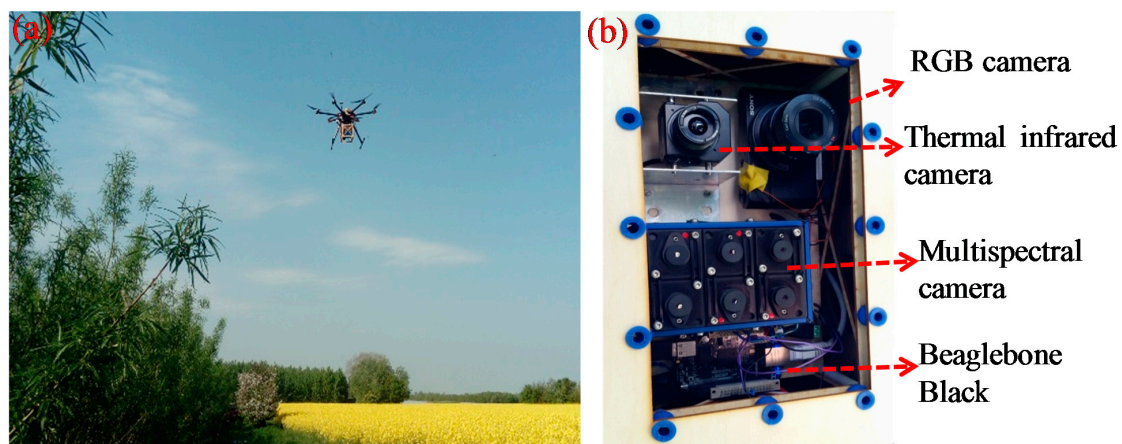 (a)
(b)
RGB camera
SONY
Thermal infrared
camera
Multispectral
camera
Beaglebone
Black